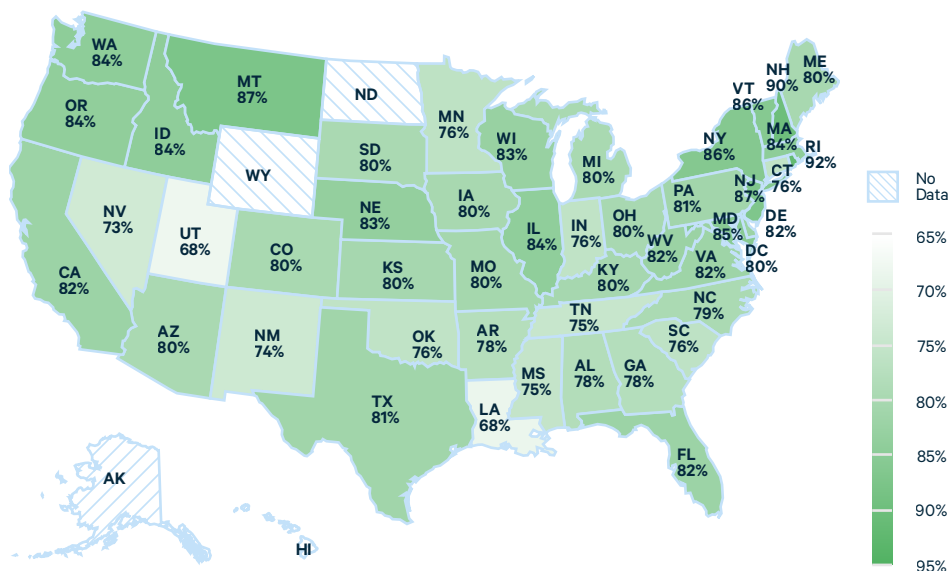 WA
84%
OR
84%
ID
84%
MT
87%
ND
WY
SD
80%
NE
83%
MN
76%
WI
83%
IA
80%
MI
80%
NY
86%
VT
86%
NH
90%
ME
80%
MA
84%
RI
92%
CT
76%
NJ
87%
PA
81%
MD
85%
DE
82%
DC
80%
NV
73%
UT
68%
CO
80%
KS
80%
MO
80%
IL
84%
IN
76%
OH
80%
WV
82%
VA
82%
KY
80%
CA
82%
AZ
80%
NM
74%
OK
76%
AR
78%
TN
75%
NC
79%
SC
76%
MS
75%
AL
78%
GA
78%
TX
81%
LA
68%
FL
82%
AK
HI
No
Data
65%
70%
75%
80%
85%
90%
95%